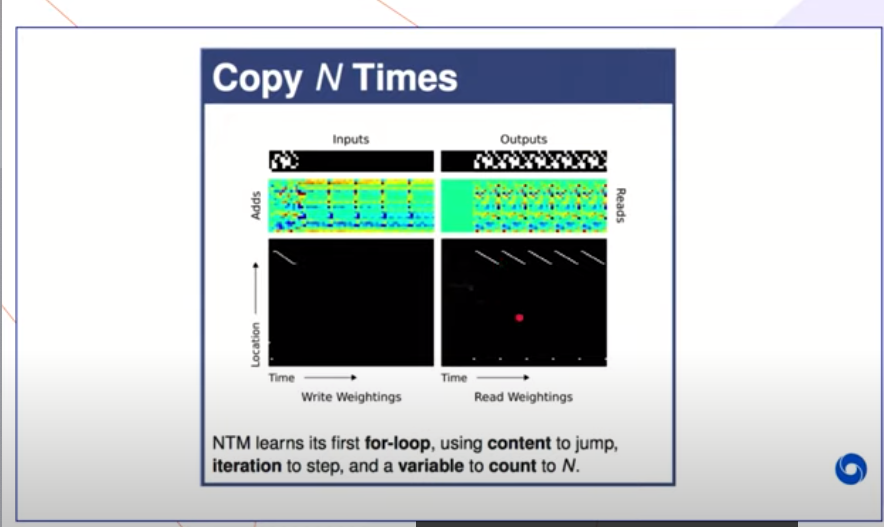 Copy N Times
Inputs
Outputs
Adds
Reads
Location
Time
Time
Write Weightings
Read Weightings
NTM learns its first for-loop, using content to jump,
iteration to step, and a variable to count to N.